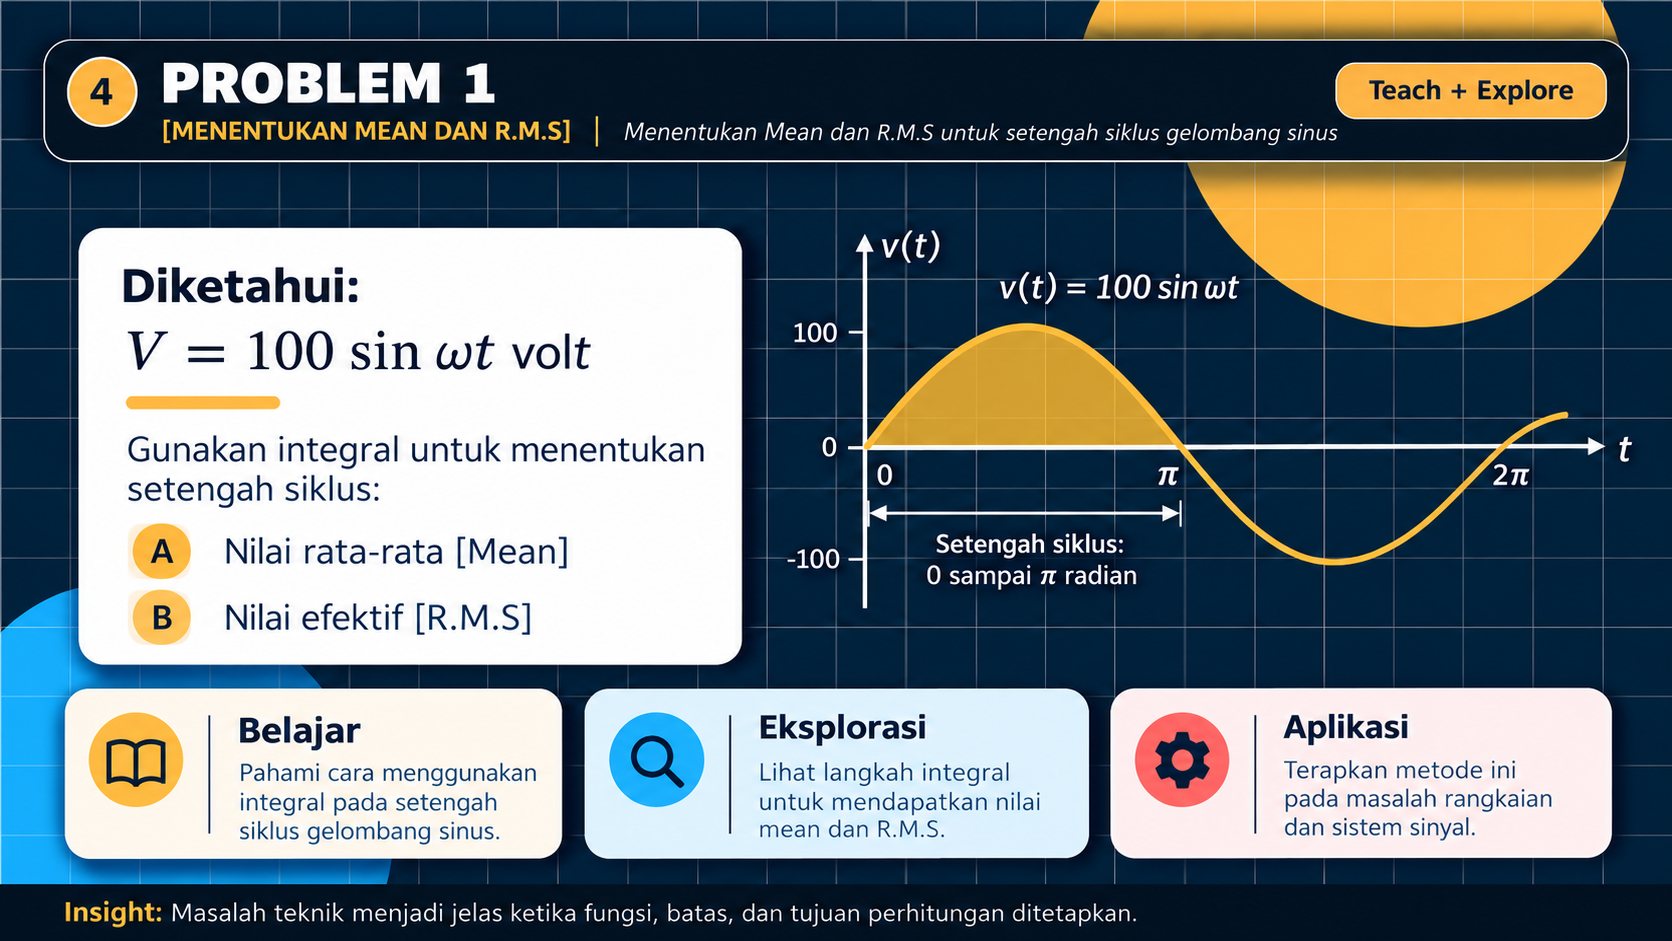 4
PROBLEM 1
[MENENTUKAN MEAN DAN R.M.S] | Menentukan Mean dan R.M.S untuk setengah siklus gelombang sinus
Teach + Explore
Diketahui:
V = 100 sin ωt volt
Gunakan integral untuk menentukan
setengah siklus:
A Nilai rata-rata [Mean]
B Nilai efektif [R.M.S]
v(t)
v(t) = 100 sin ωt
100
0
-100
0
π
2π
t
Setengah siklus:
0 sampai π radian
Belajar
Pahami cara menggunakan
integral pada setengah
siklus gelombang sinus.
Eksplorasi
Lihat langkah integral
untuk mendapatkan nilai
mean dan R.M.S.
Aplikasi
Terapkan metode ini
pada masalah rangkaian
dan sistem sinyal.
Insight: Masalah teknik menjadi jelas ketika fungsi, batas, dan tujuan perhitungan ditetapkan.